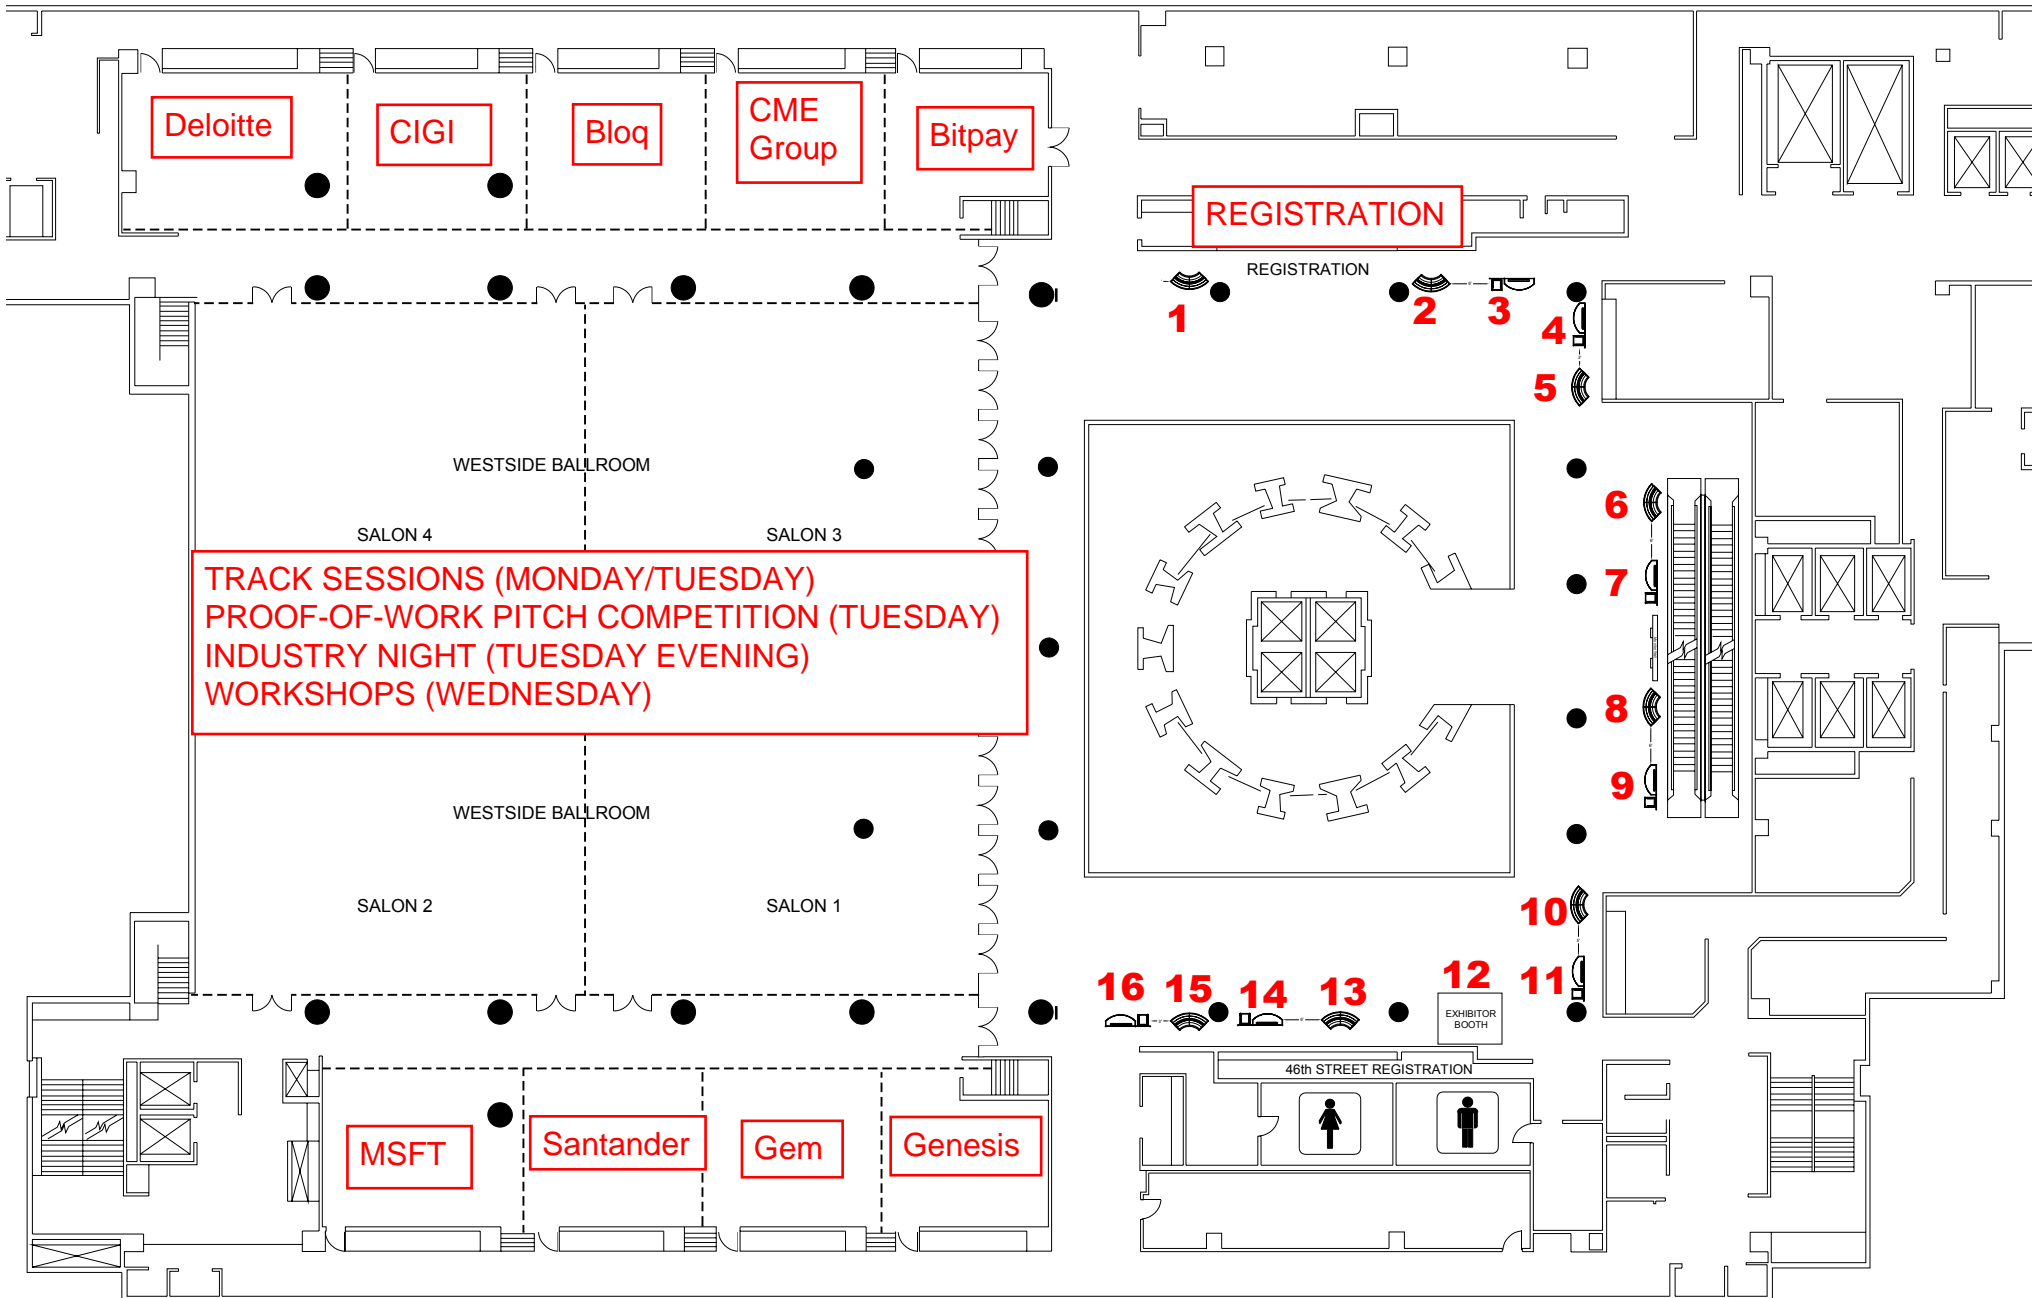 Deloitte
CIGI
Bloq
CME
Group
Bitpay
REGISTRATION
REGISTRATION
1
2
3
4
5
WESTSIDE BALLROOM
6
SALON 4
SALON 3
7
TRACK SESSIONS (MONDAY/TUESDAY)
PROOF-OF-WORK PITCH COMPETITION (TUESDAY)
INDUSTRY NIGHT (TUESDAY EVENING)
WORKSHOPS (WEDNESDAY)
8
9
WESTSIDE BALLROOM
SALON 2
SALON 1
10
11
12
13
14
15
16
EXHIBITOR
BOOTH
46th STREET REGISTRATION
MSFT
Santander
Gem
Genesis